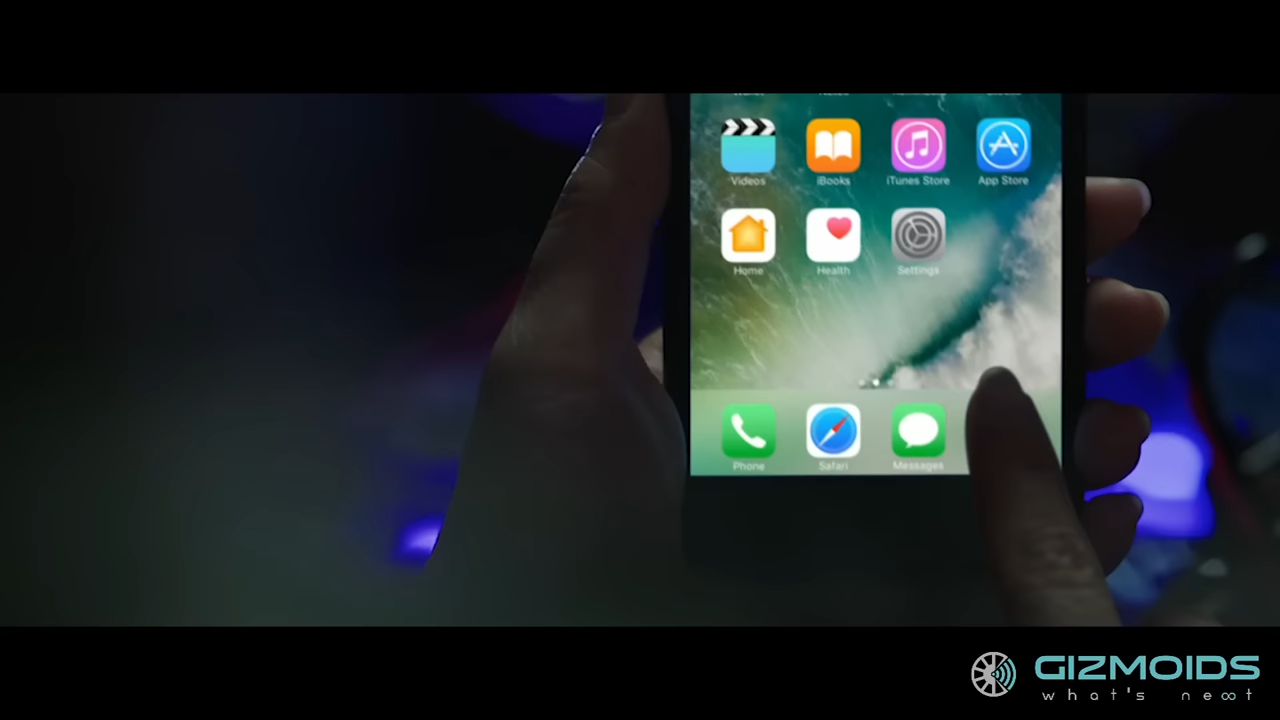 Videos iBooks iTunes Store App Store
Home Health Settings
Phone Safari Messages
GIZMOIDS
what's next